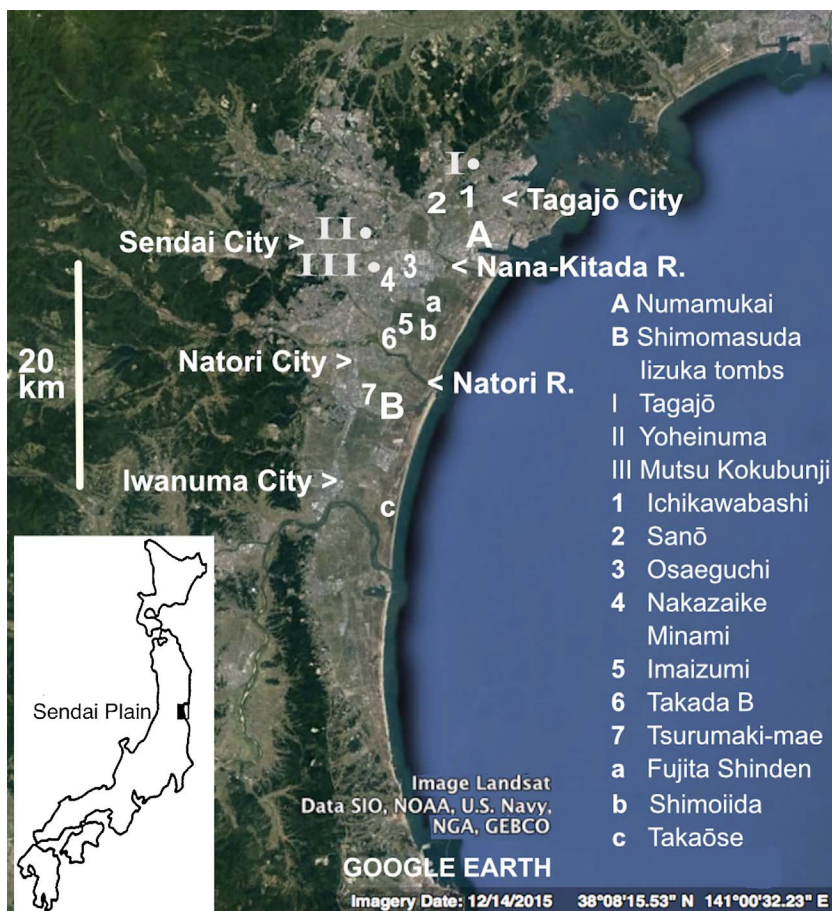 I
2 1 < Tagajō City
A
Sendai City > II
III 4 3 < Nana-Kitada R.
a
6 5 b
20
km
Natori City >
< Natori R.
7 B
Iwanuma City >
c
A Numamukai
B Shimomasuda
Iizuka tombs
I Tagajō
II Yoheinuma
III Mutsu Kokubunji
1 Ichikawabashi
2 Sanō
3 Osaeguchi
4 Nakazaike
Minami
5 Imaizumi
6 Takada B
7 Tsurumaki-mae
a Fujita Shinden
b Shimoiida
c Takaōse
Sendai Plain
Image Landsat
Data SIO, NOAA, U.S. Navy,
NGA, GEBCO
GOOGLE EARTH
Imagery Date: 12/14/2015 38°08'15.53" N 141°00'32.23" E